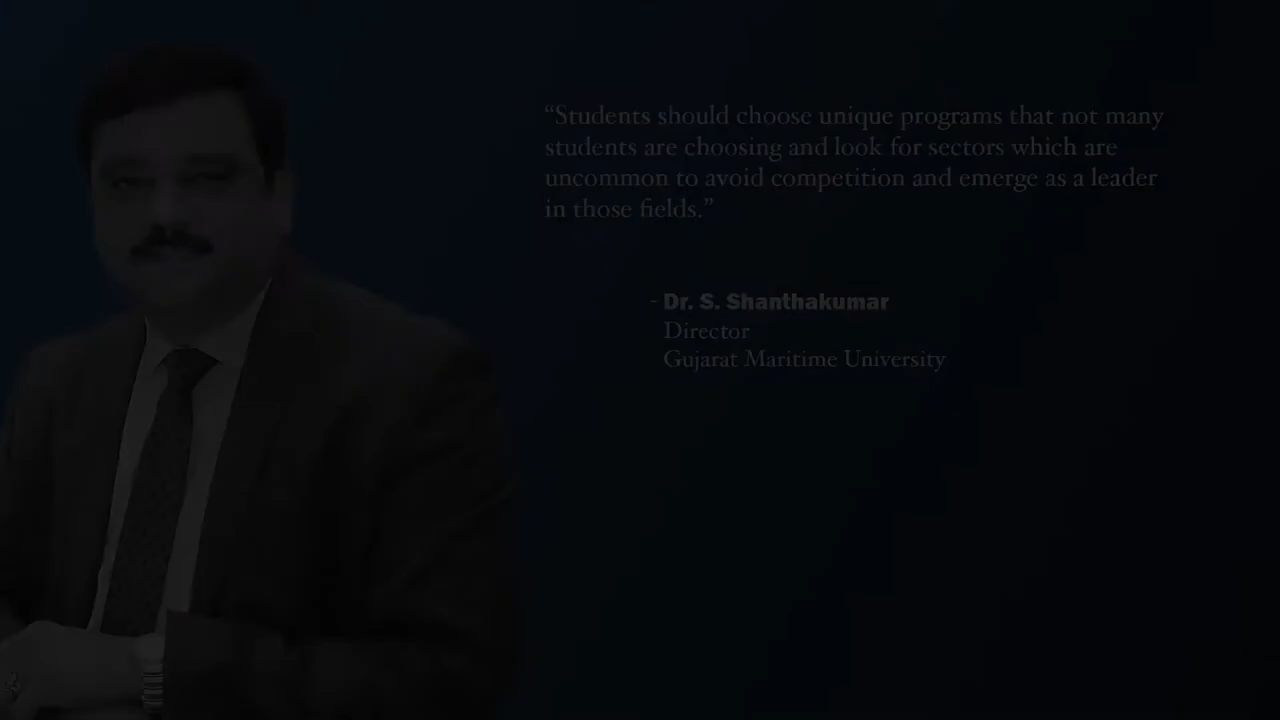 “Students should choose unique programs that not many
students are choosing and look for sectors which are
uncommon to avoid competition and emerge as a leader
in those fields.”
- Dr. S. Shanthakumar
Director
Gujarat Maritime University